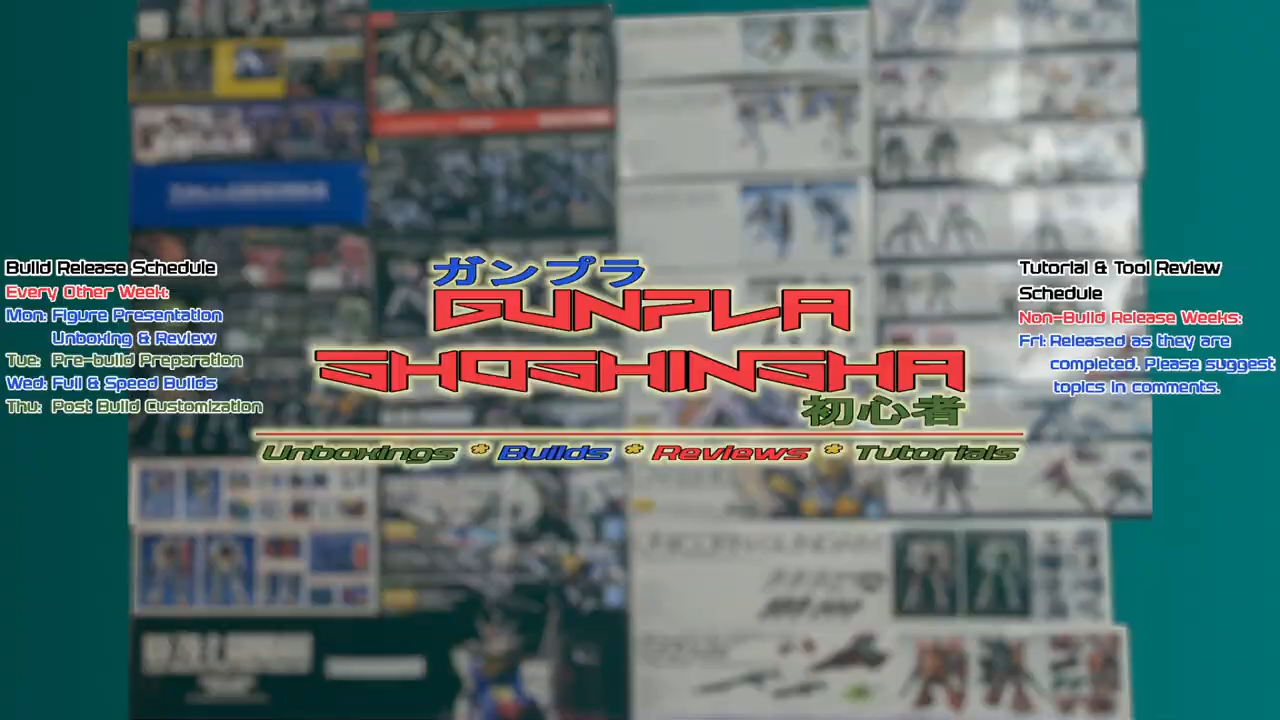 Build Release Schedule
Every Other Week:
Mon: Figure Presentation
Unboxing & Review
Tue: Pre-build Preparation
Wed: Full & Speed Builds
Thu: Post Build Customization
ガンプラ
GUNPLA
SHOSHINSHA
初心者
Unboxings * Builds * Reviews * Tutorials
Tutorial & Tool Review
Schedule
Non-Build Release Weeks:
Fri: Released as they are
completed. Please suggest
topics in comments.